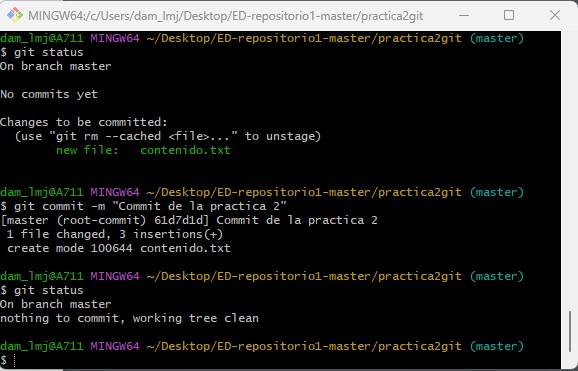 MINGW64:/c/Users/dam_lmj/Desktop/ED-repositorio1-master/practica2git
dam_lmj@A711 MINGW64 ~/Desktop/ED-repositorio1-master/practica2git (master)
$ git status
On branch master
No commits yet
Changes to be committed:
  (use "git rm --cached <file>..." to unstage)
        new file:   contenido.txt
dam_lmj@A711 MINGW64 ~/Desktop/ED-repositorio1-master/practica2git (master)
$ git commit -m "Commit de la practica 2"
[master (root-commit) 61d7d1d] Commit de la practica 2
 1 file changed, 3 insertions(+)
 create mode 100644 contenido.txt
dam_lmj@A711 MINGW64 ~/Desktop/ED-repositorio1-master/practica2git (master)
$ git status
On branch master
nothing to commit, working tree clean
dam_lmj@A711 MINGW64 ~/Desktop/ED-repositorio1-master/practica2git (master)
$